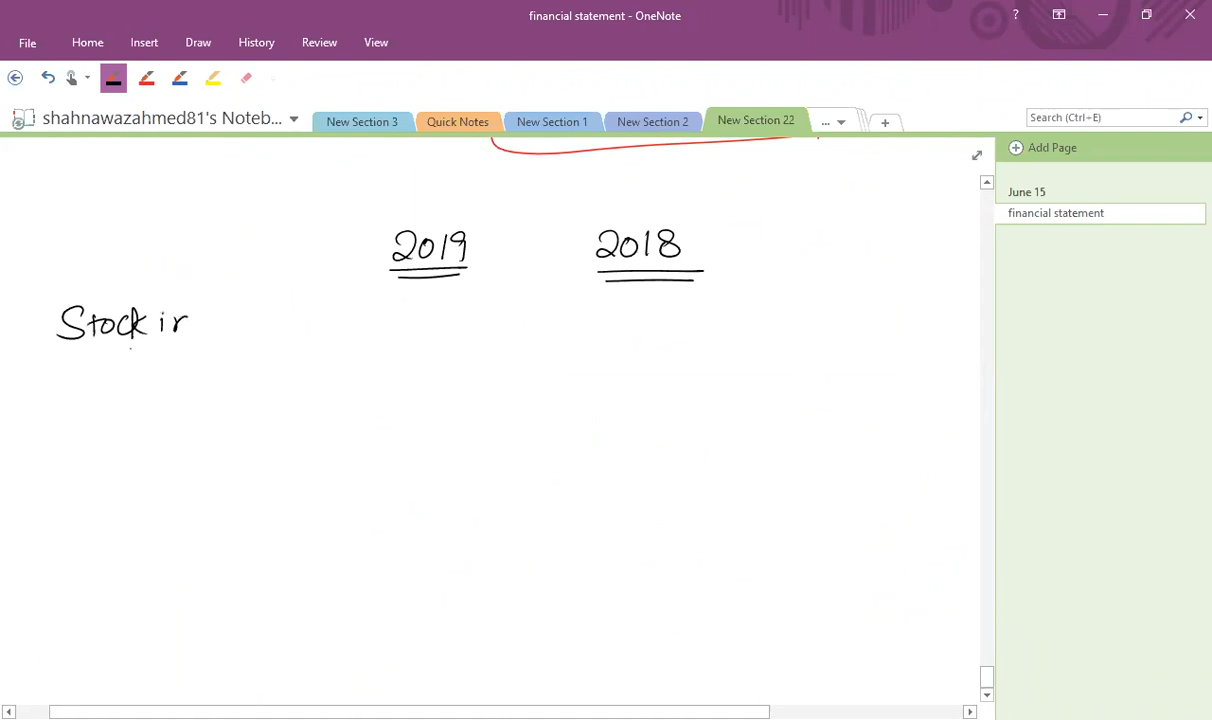 financial statement - OneNote
?
File Home Insert Draw History Review View
shahnawazahmed81's Noteb... New Section 3 Quick Notes New Section 1 New Section 2 New Section 22 ... Search (Ctrl+E)
Add Page
June 15
financial statement
2019 2018
Stock ir